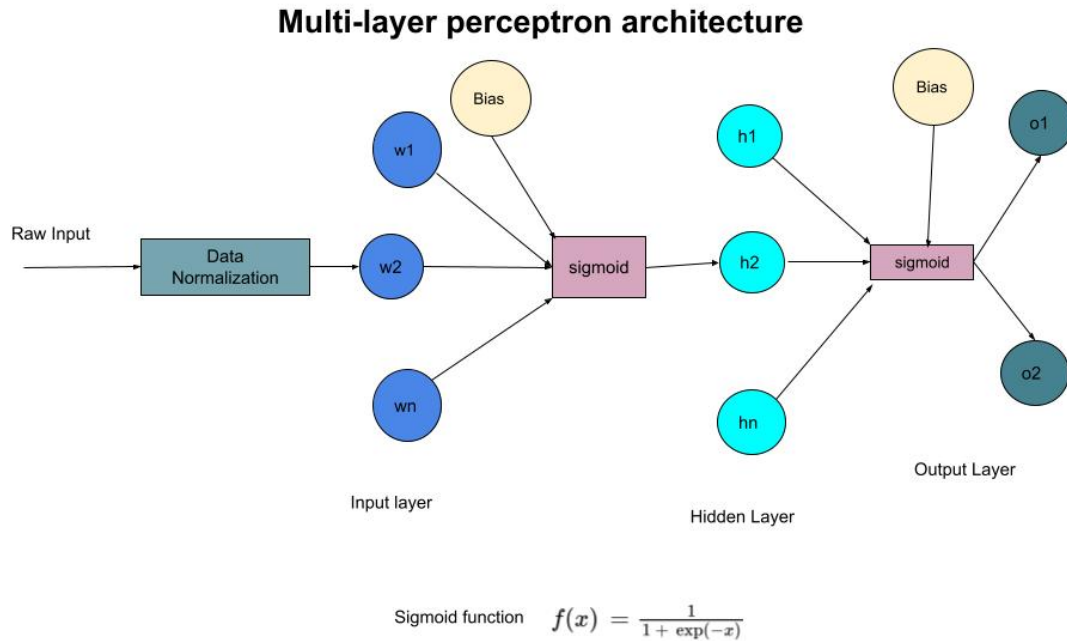 Multi-layer perceptron architecture
Bias
Bias
w1
h1
o1
Raw Input
Data
Normalization
w2
sigmoid
h2
sigmoid
wn
hn
o2
Output Layer
Input layer
Hidden Layer
Sigmoid function f(x) = 1 / (1 + exp(−x))